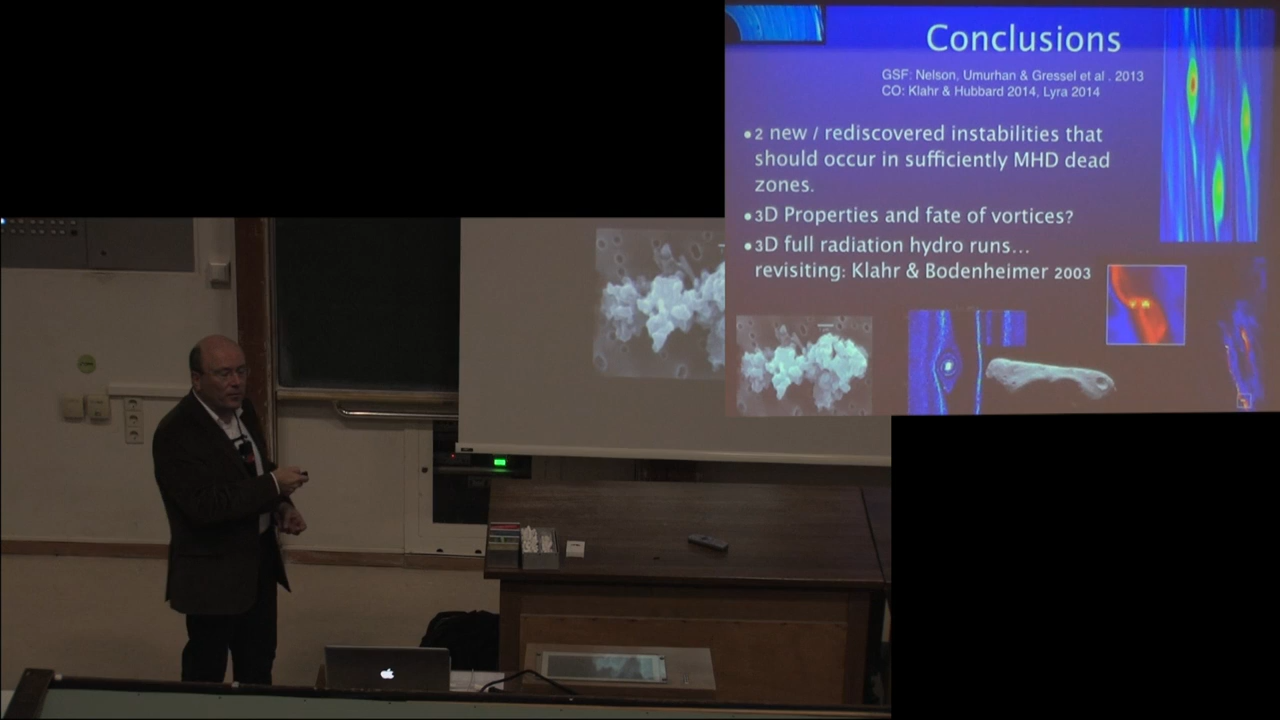 Conclusions
GSF: Nelson, Umurhan & Gressel et al . 2013
CO: Klahr & Hubbard 2014, Lyra 2014
•2 new / rediscovered instabilities that
should occur in sufficiently MHD dead
zones.
•3D Properties and fate of vortices?
•3D full radiation hydro runs...
revisiting: Klahr & Bodenheimer 2003